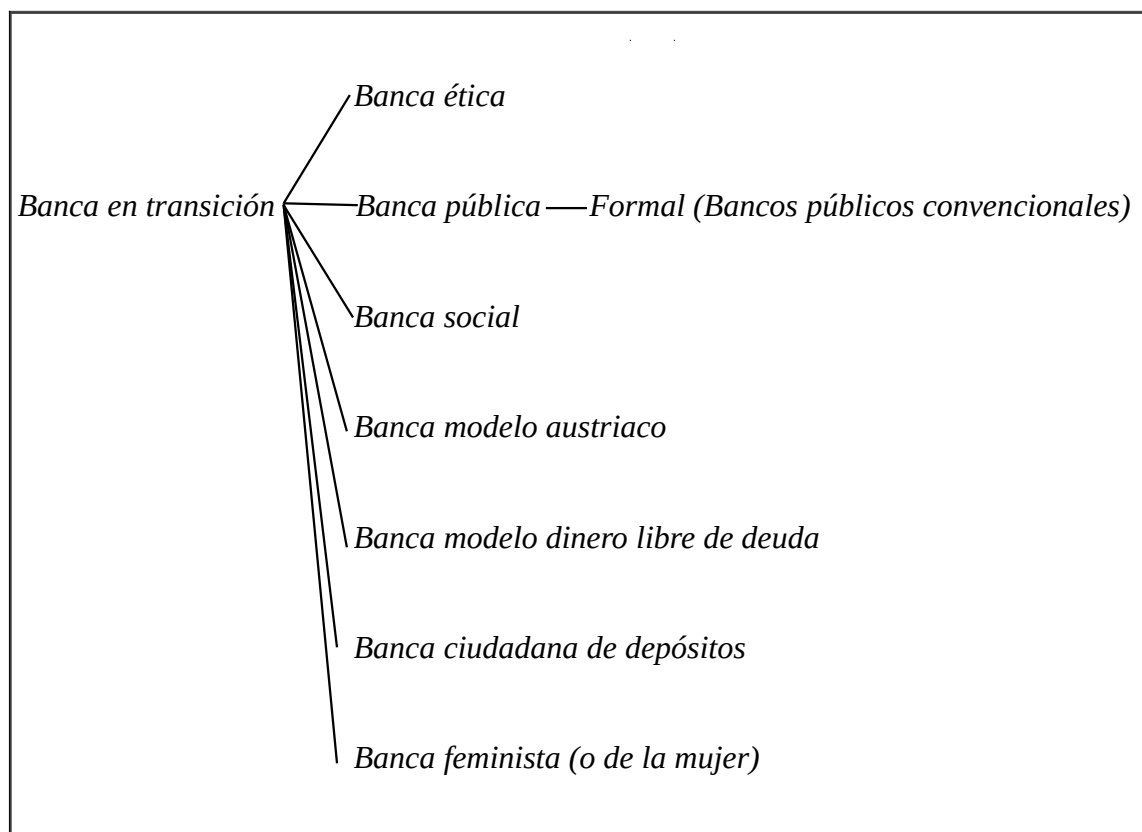 Banca ética
Banca en transición Banca pública Formal (Bancos públicos convencionales)
Banca social
Banca modelo austriaco
Banca modelo dinero libre de deuda
Banca ciudadana de depósitos
Banca feminista (o de la mujer)